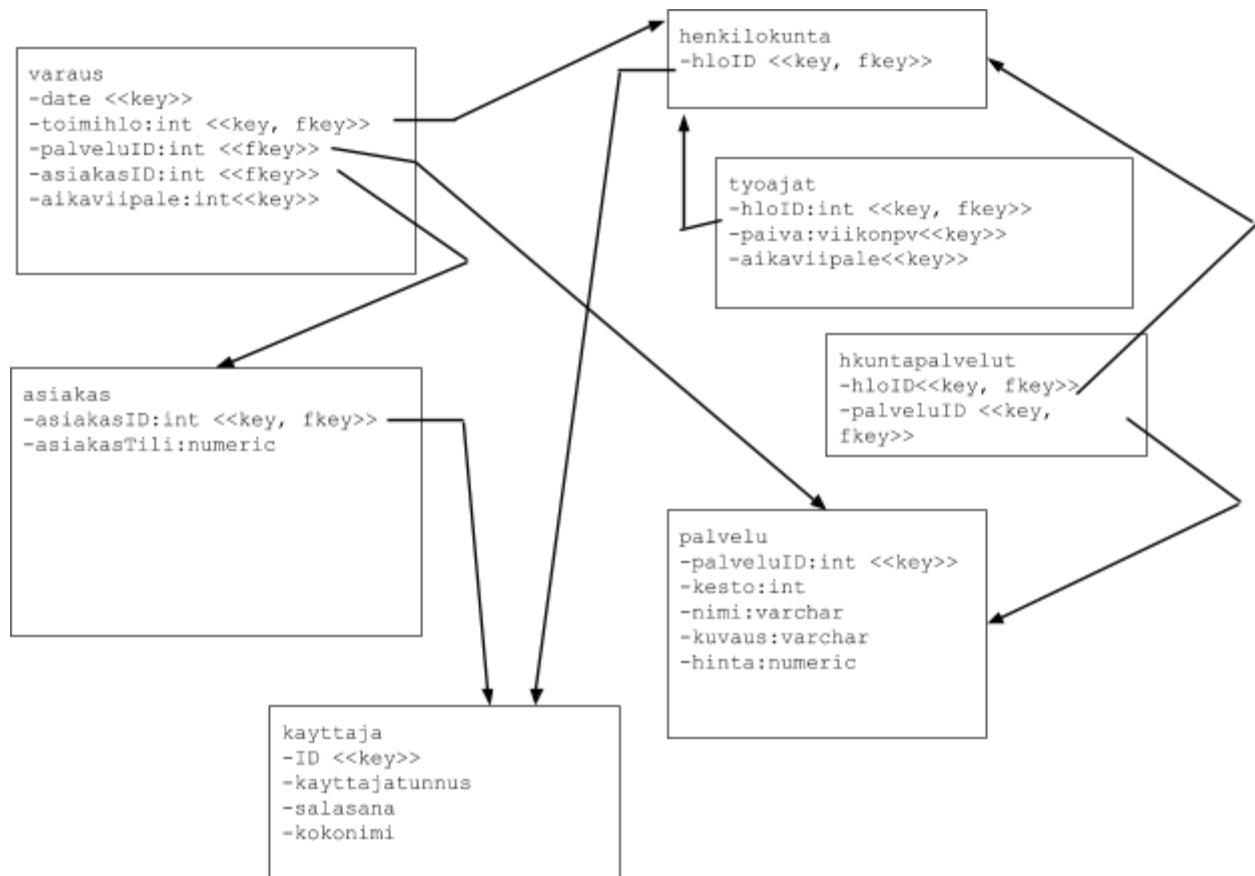 varaus
-date <<key>>
-toimihlo:int <<key, fkey>>
-palveluID:int <<fkey>>
-asiakasID:int <<fkey>>
-aikaviipale:int<<key>>
henkilokunta
-hloID <<key, fkey>>
tyoajat
-hloID:int <<key, fkey>>
-paiva:viikonpv<<key>>
-aikaviipale<<key>>
hkuntapalvelut
-hloID<<key, fkey>>
-palveluID <<key,
fkey>>
asiakas
-asiakasID:int <<key, fkey>>
-asiakasTili:numeric
palvelu
-palveluID:int <<key>>
-kesto:int
-nimi:varchar
-kuvaus:varchar
-hinta:numeric
kayttaja
-ID <<key>>
-kayttajatunnus
-salasana
-kokonimi